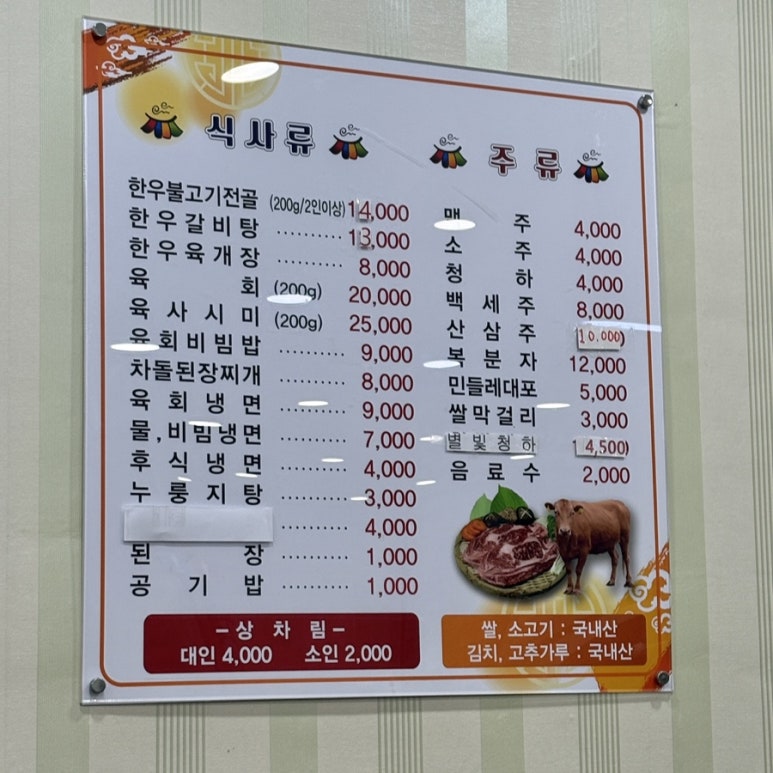 식사류
한우불고기전골 (200g/2인이상) 14,000
한우갈비탕 .......... 13,000
한우육개장 .......... 8,000
육회 (200g) 20,000
육사시미 (200g) 25,000
육회비빔밥 .......... 9,000
차돌된장찌개 .......... 8,000
육회냉면 .......... 9,000
물,비빔냉면 .......... 7,000
후식냉면 .......... 4,000
누룽지탕 .......... 3,000
.......... 4,000
된장 .......... 1,000
공기밥 .......... 1,000
-상차림-
대인 4,000 소인 2,000
주류
맥주 4,000
소주 4,000
청하 4,000
백세주 8,000
산삼주 10.000)
복분자 12,000
민들레대포 5,000
쌀막걸리 3,000
별빛청하 4,500)
음료수 2,000
쌀, 소고기 : 국내산
김치, 고추가루 : 국내산